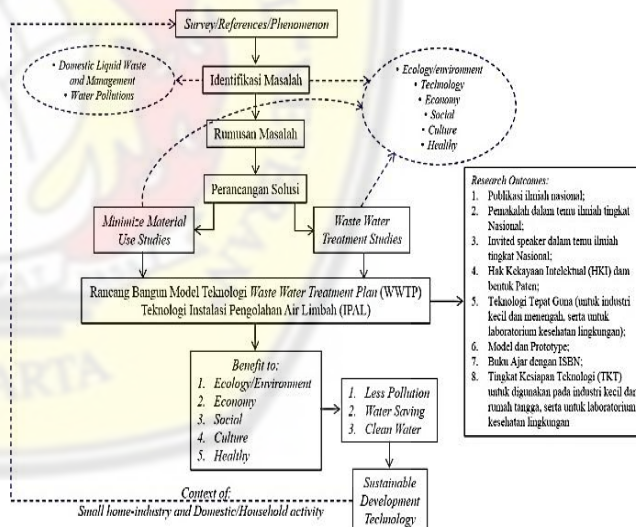 Survey/References/Phenomenon
• Domestic Liquid Waste
and Management
• Water Pollutions
Identifikasi Masalah
• Ecology/environment
• Technology
• Economy
• Social
• Culture
• Healthy
Rumusan Masalah
Perancangan Solusi
Minimize Material
Use Studies
Waste Water
Treatment Studies
Rancang Bangun Model Teknologi Waste Water Treatment Plan (WWTP)
Teknologi Instalasi Pengolahan Air Limbah (IPAL)
Research Outcomes:
1. Publikasi ilmiah nasional;
2. Pemakalah dalam temu ilmiah tingkat
Nasional;
3. Invited speaker dalam temu ilmiah
tingkat Nasional;
4. Hak Kekayaan Intelektual (HKI) dam
bentuk Paten;
5. Teknologi Tepat Guna (untuk industri
kecil dan menengah, serta untuk
laboratorium kesehatan lingkungan);
6. Model dan Prototype;
7. Buku Ajar dengan ISBN;
8. Tingkat Kesiapan Teknologi (TKT)
untuk digunakan pada industri kecil dan
rumah tangga, serta untuk laboratorium
kesehatan lingkungan
Benefit to:
1. Ecology/Environment
2. Economy
3. Social
4. Culture
5. Healthy
1. Less Pollution
2. Water Saving
3. Clean Water
Context of:
Small home-industry and Domestic/Household activity
Sustainable
Development
Technology